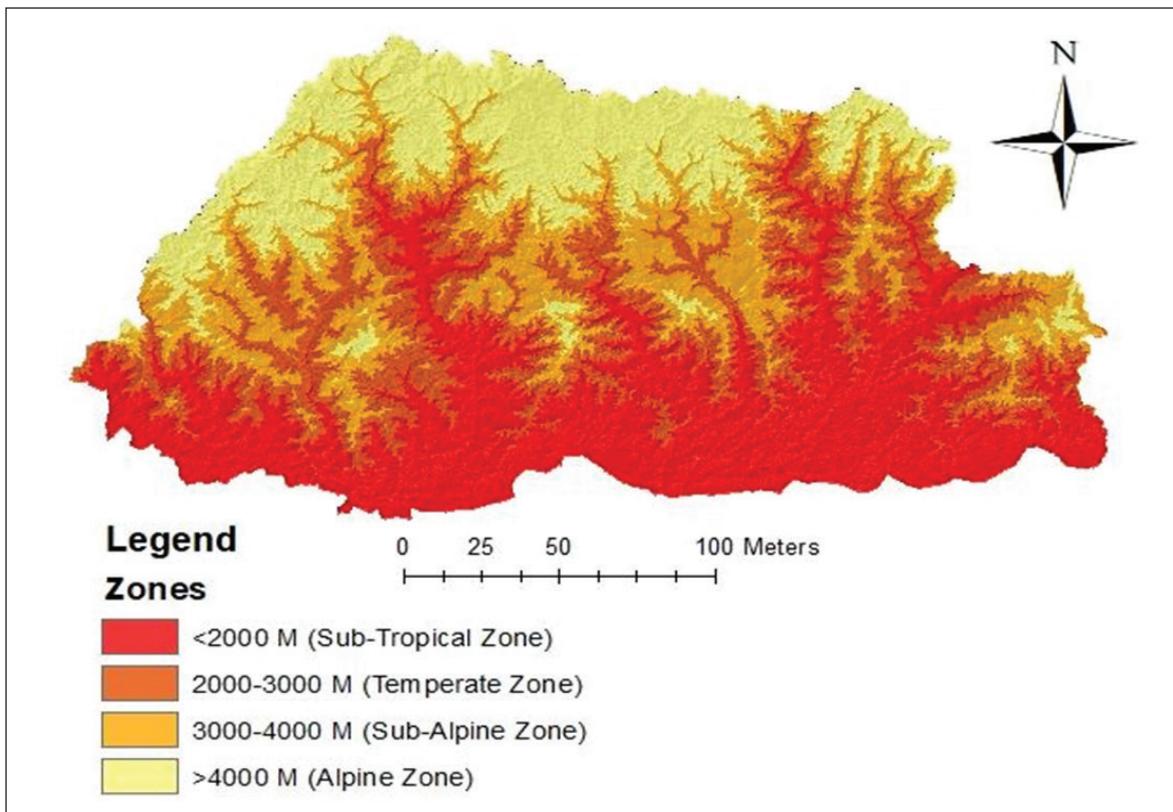 N
Legend
Zones
0 25 50 100 Meters
<2000 M (Sub-Tropical Zone)
2000-3000 M (Temperate Zone)
3000-4000 M (Sub-Alpine Zone)
>4000 M (Alpine Zone)